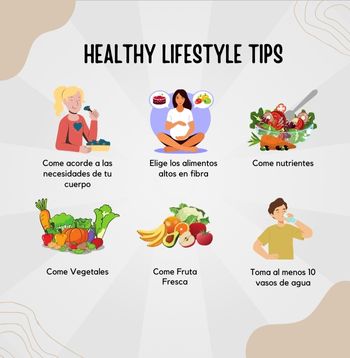 HEALTHY LIFESTYLE TIPS
Come acorde a las
necesidades de tu
cuerpo
Elige los alimentos
altos en fibra
Come nutrientes
Come Vegetales
Come Fruta
Fresca
Toma al menos 10
vasos de agua